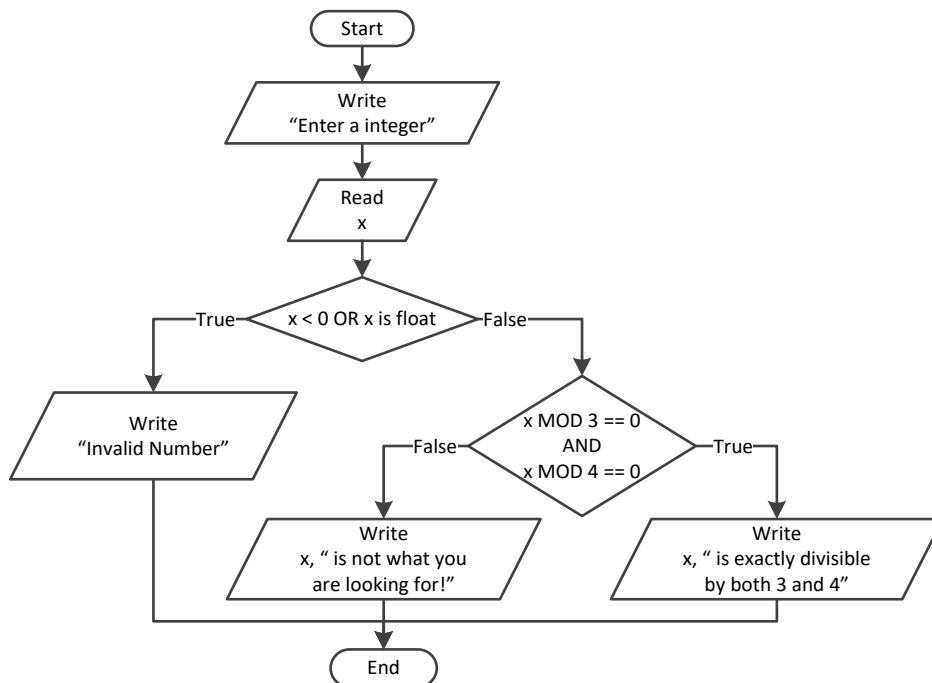 Start
Write
“Enter a integer”
Read
x
x < 0 OR x is float
True
False
Write
“Invalid Number”
x MOD 3 == 0
AND
x MOD 4 == 0
False
True
Write
x, “ is not what you
are looking for!”
Write
x, “ is exactly divisible
by both 3 and 4”
End